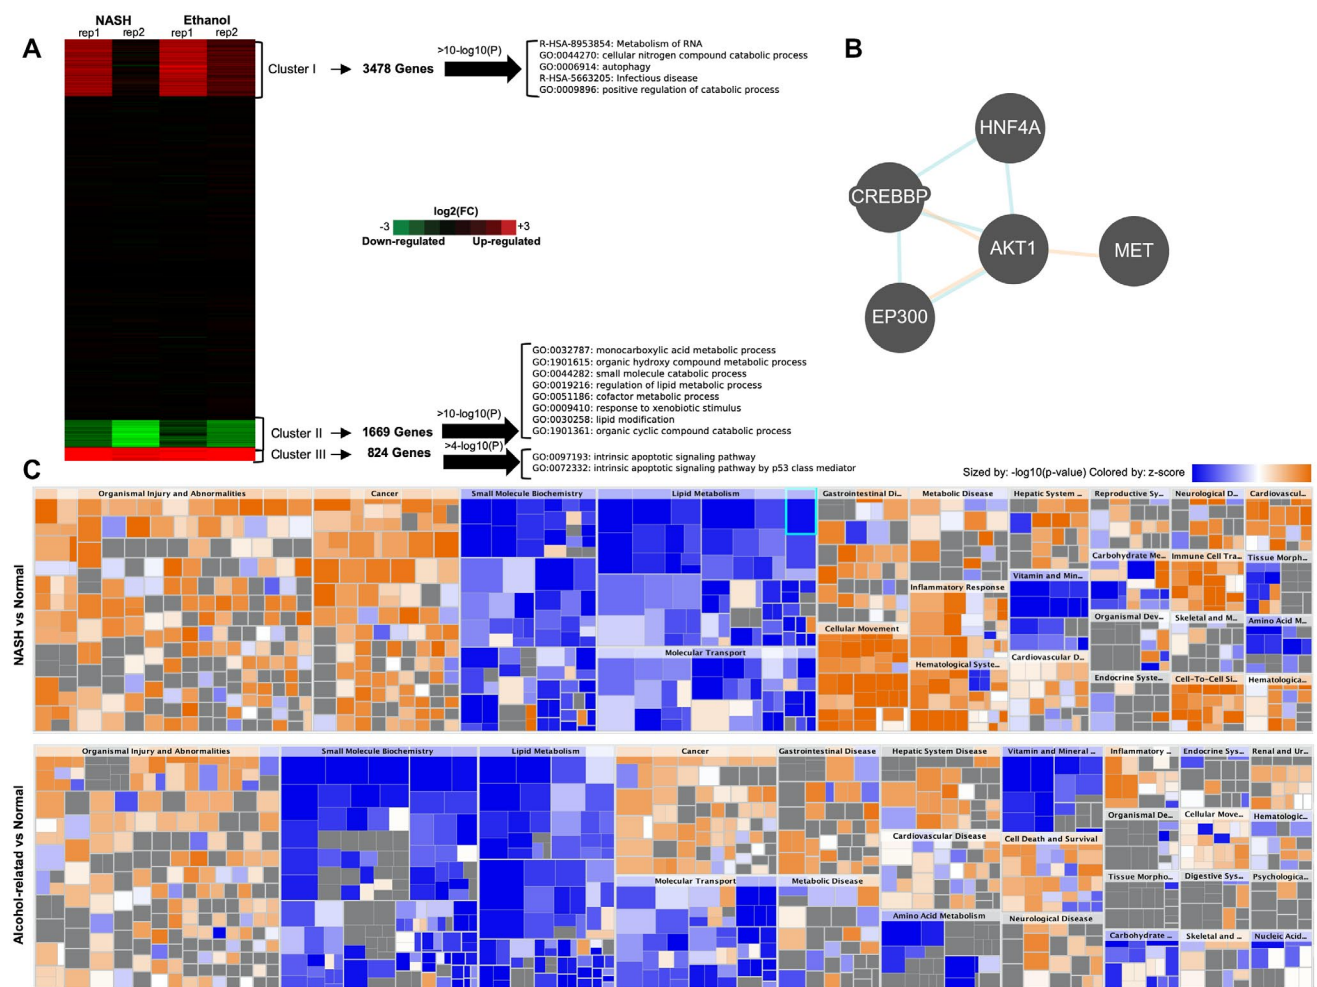 A
NASH Ethanol
rep1 rep2 rep1 rep2
Cluster I
3478 Genes
>10-log10(P)
R-HSA-8953854: Metabolism of RNA
GO:0044270: cellular nitrogen compound catabolic process
GO:0006914: autophagy
R-HSA-5663205: Infectious disease
GO:0009896: positive regulation of catabolic process
log2(FC)
-3 +3
Down-regulated Up-regulated
Cluster II
1669 Genes
>10-log10(P)
GO:0032787: monocarboxylic acid metabolic process
GO:1901615: organic hydroxy compound metabolic process
GO:0044282: small molecule catabolic process
GO:0019216: regulation of lipid metabolic process
GO:0051186: cofactor metabolic process
GO:0009410: response to xenobiotic stimulus
GO:0030258: lipid modification
GO:1901361: organic cyclic compound catabolic process
Cluster III
824 Genes
>4-log10(P)
GO:0097193: intrinsic apoptotic signaling pathway
GO:0072332: intrinsic apoptotic signaling pathway by p53 class mediator
B
HNF4A
CREBBP
AKT1
MET
EP300
C
Sized by: -log10(p-value) Colored by: z-score
NASH vs Normal
Organismal Injury and Abnormalities
Cancer
Small Molecule Biochemistry
Lipid Metabolism
Molecular Transport
Gastrointestinal Di...
Cellular Movement
Metabolic Disease
Inflammatory Response
Hematological Syste...
Hepatic System ...
Vitamin and Min...
Cardiovascular D...
Reproductive Sy...
Carbohydrate Me...
Organismal Dev...
Endocrine Syste...
Neurological D...
Immune Cell Tra...
Skeletal and M...
Cell-To-Cell Si...
Cardiovascul...
Tissue Morph...
Amino Acid M...
Hematologica...
Alcohol-relataed vs Normal
Organismal Injury and Abnormalities
Small Molecule Biochemistry
Lipid Metabolism
Cancer
Molecular Transport
Gastrointestinal Disease
Metabolic Disease
Hepatic System Disease
Cardiovascular Disease
Amino Acid Metabolism
Vitamin and Mineral ...
Cell Death and Survival
Neurological Disease
Inflammatory ...
Organismal De...
Tissue Morpho...
Carbohydrate ...
Endocrine Sys...
Cellular Move...
Digestive Sys...
Skeletal and ...
Renal and Ur...
Hematologic...
Psychologica...
Nucleic Acid...